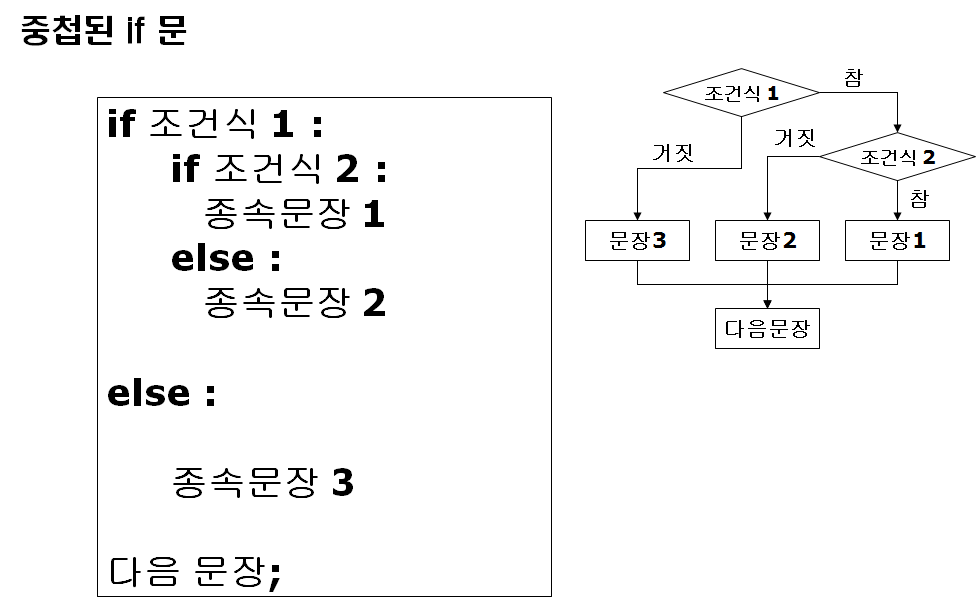 중첩된 if 문
if 조건식 1 :
if 조건식 2 :
종속문장 1
else :
종속문장 2
else :
종속문장 3
다음 문장;
조건식 1
참
거짓
조건식 2
거짓
참
문장3
문장2
문장1
다음문장